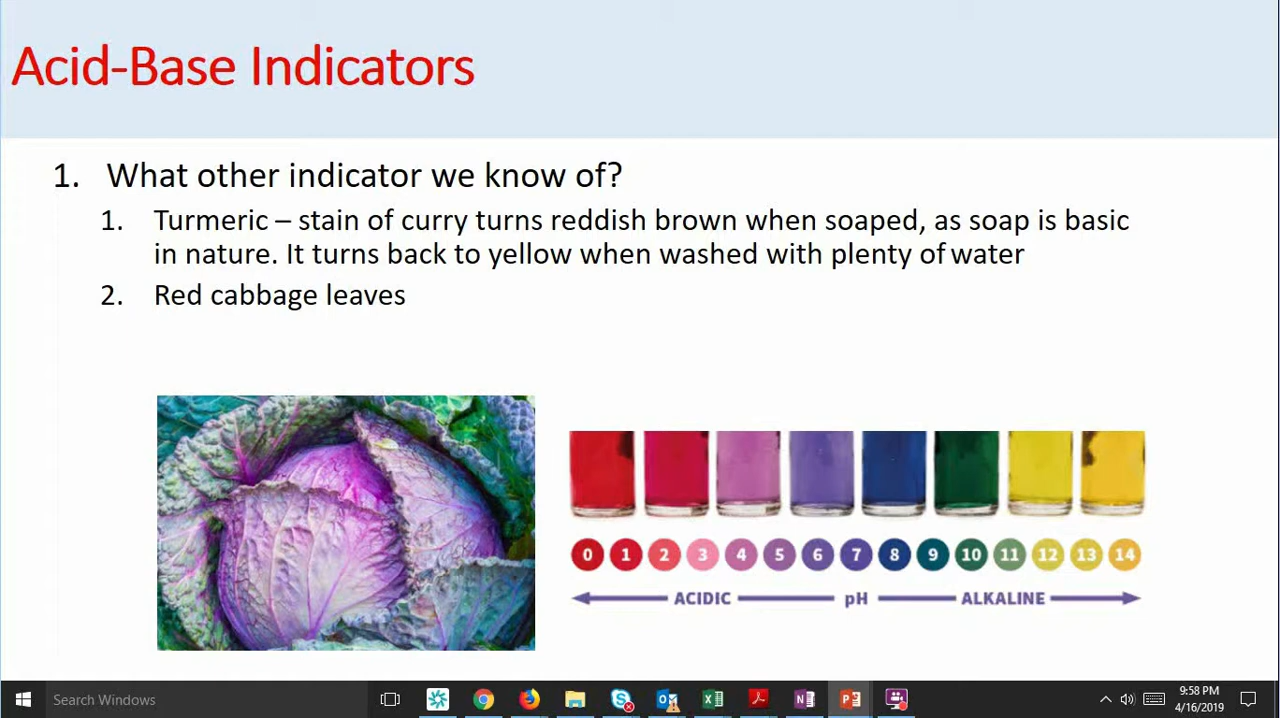 Acid-Base Indicators
1. What other indicator we know of?
1. Turmeric – stain of curry turns reddish brown when soaped, as soap is basic
in nature. It turns back to yellow when washed with plenty of water
2. Red cabbage leaves
0 1 2 3 4 5 6 7 8 9 10 11 12 13 14
ACIDIC pH ALKALINE
Search Windows
9:58 PM
4/16/2019